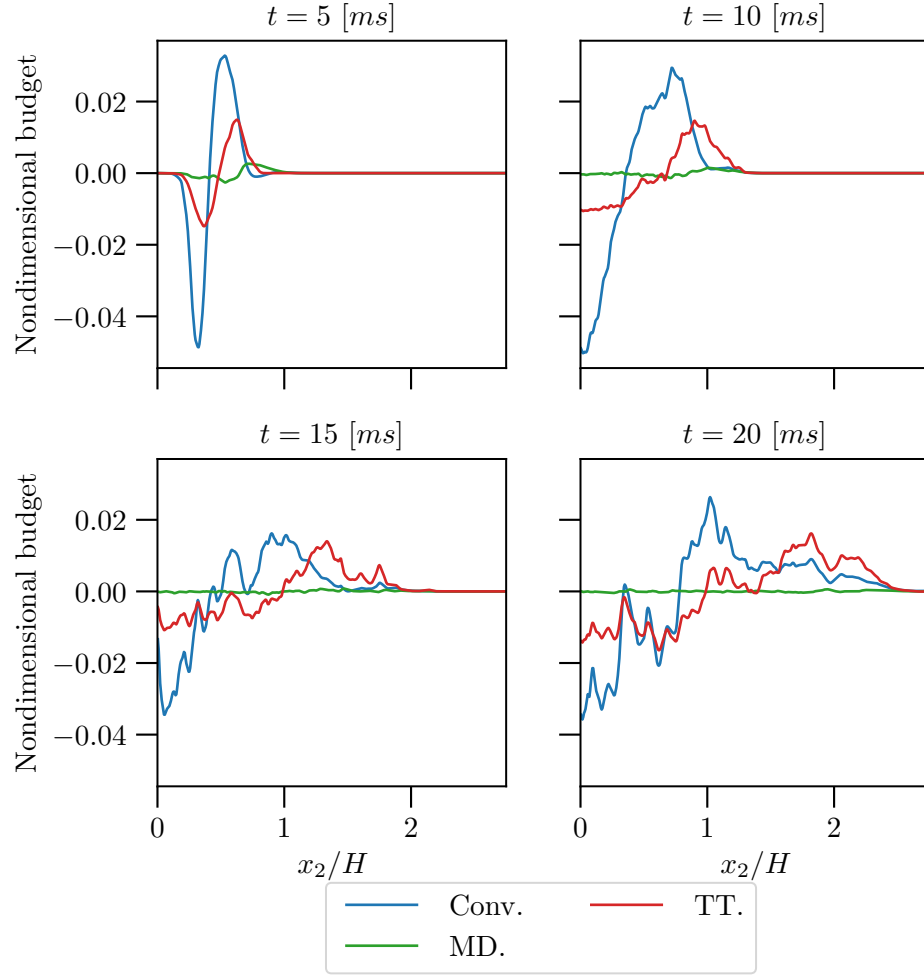 t = 5 [ms]
t = 10 [ms]
Nondimensional budget
0.02
0.00
−0.02
−0.04
t = 15 [ms]
t = 20 [ms]
Nondimensional budget
0.02
0.00
−0.02
−0.04
0 1 2
0 1 2
x₂/H
x₂/H
Conv. TT.
MD.